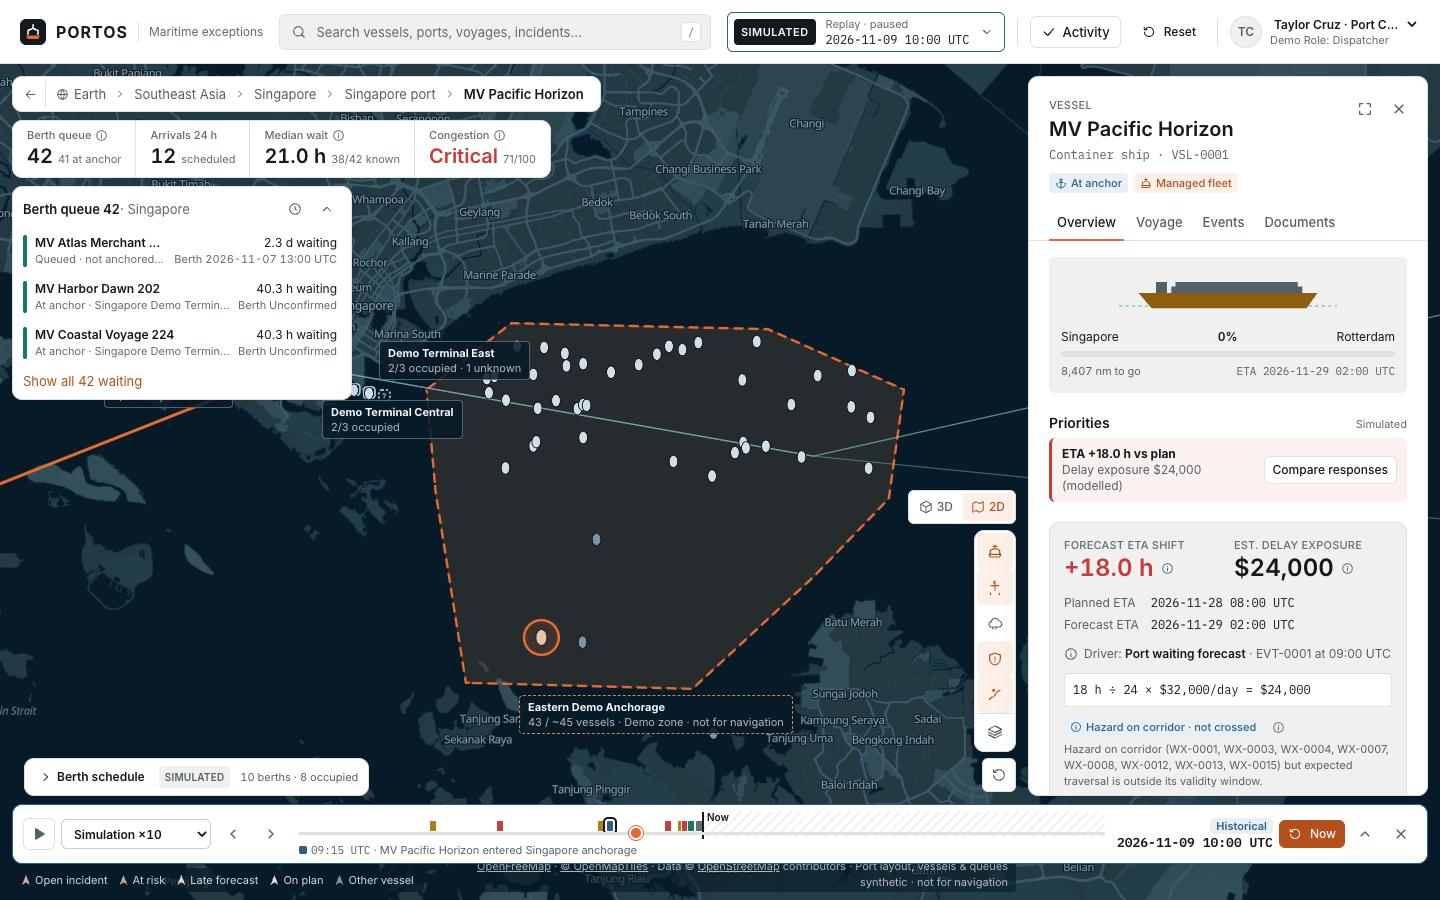 PORTOS
Maritime exceptions
Search vessels, ports, voyages, incidents...
/
SIMULATED
Replay · paused
2026-11-09 10:00 UTC
Activity
Reset
TC
Taylor Cruz · Port C...
Demo Role: Dispatcher
Earth
Southeast Asia
Singapore
Singapore port
MV Pacific Horizon
Berth queue
42 41 at anchor
Arrivals 24 h
12 scheduled
Median wait
21.0 h 38/42 known
Congestion
Critical 71/100
Berth queue 42 · Singapore
MV Atlas Merchant ...
2.3 d waiting
Queued · not anchored...
Berth 2026-11-07 13:00 UTC
MV Harbor Dawn 202
40.3 h waiting
At anchor · Singapore Demo Termin...
Berth Unconfirmed
MV Coastal Voyage 224
40.3 h waiting
At anchor · Singapore Demo Termin...
Berth Unconfirmed
Show all 42 waiting
Tampines
Changi
Changi Business Park
Changi Bay
Whampoa
Bedok
Geylang
Bedok South
Tanah Merah
Kallang
Rochor
Marine Parade
Marina South
Demo Terminal East
2/3 occupied · 1 unknown
Demo Terminal Central
2/3 occupied
3D
2D
Batu Merah
Sungai Jodoh
Kampung Seraya
Sadai
Tanjung Uma
Bengkong Indah
Baloi Indah
Eastern Demo Anchorage
43 / ~45 vessels · Demo zone · not for navigation
Sekanak Raya
Tanjung Pinggir
Tanjung Riau
Belian
VESSEL
MV Pacific Horizon
Container ship · VSL-0001
At anchor
Managed fleet
Overview
Voyage
Events
Documents
Singapore
0%
Rotterdam
8,407 nm to go
ETA 2026-11-29 02:00 UTC
Priorities
Simulated
ETA +18.0 h vs plan
Delay exposure $24,000
(modelled)
Compare responses
FORECAST ETA SHIFT
+18.0 h
EST. DELAY EXPOSURE
$24,000
Planned ETA 2026-11-28 08:00 UTC
Forecast ETA 2026-11-29 02:00 UTC
Driver: Port waiting forecast · EVT-0001 at 09:00 UTC
18 h ÷ 24 × $32,000/day = $24,000
Hazard on corridor · not crossed
Hazard on corridor (WX-0001, WX-0003, WX-0004, WX-0007,
WX-0008, WX-0012, WX-0013, WX-0015) but expected
traversal is outside its validity window.
Berth schedule
SIMULATED
10 berths · 8 occupied
Simulation ×10
Now
09:15 UTC · MV Pacific Horizon entered Singapore anchorage
Historical
2026-11-09 10:00 UTC
Now
Open incident
At risk
Late forecast
On plan
Other vessel
OpenFreeMap · © OpenMapTiles · Data © OpenStreetMap contributors · Port layout, vessels & queues
synthetic · not for navigation